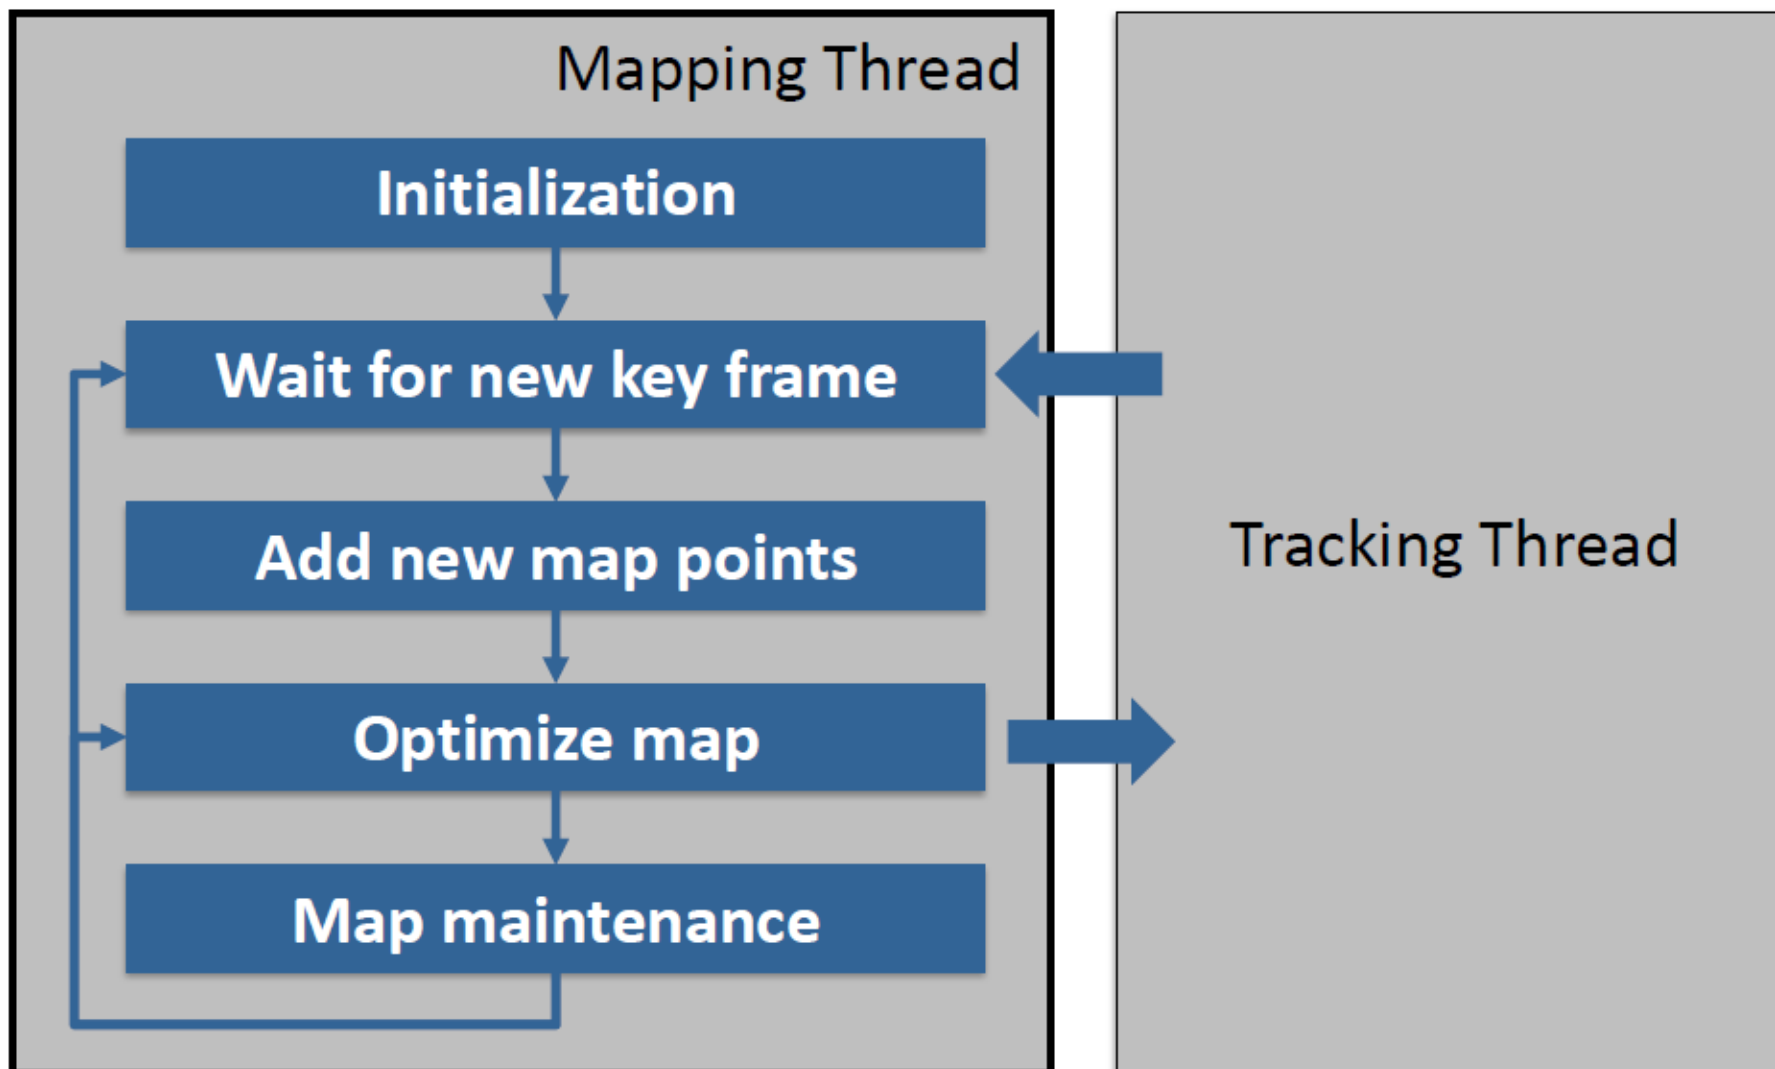 Mapping Thread
Initialization
Wait for new key frame
Add new map points
Optimize map
Map maintenance
Tracking Thread